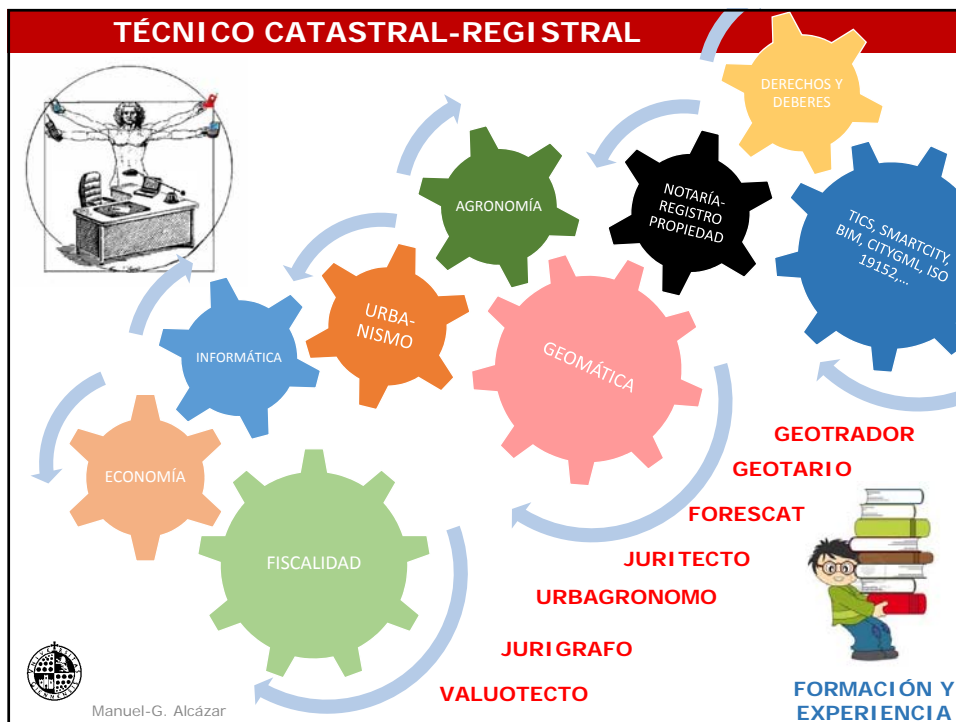 TÉCNICO CATASTRAL-REGISTRAL
DERECHOS Y
DEBERES
AGRONOMÍA
NOTARÍA-
REGISTRO
PROPIEDAD
TICS, SMARTCITY,
BIM, CITYGML, ISO
19152,...
URBA-
NISMO
INFORMÁTICA
GEOMÁTICA
ECONOMÍA
FISCALIDAD
GEOTRADOR
GEOTARIO
FORESCAT
JURITECTO
URBAGRONOMO
JURIGRAFO
VALUOTECTO
Manuel-G. Alcázar
FORMACIÓN Y
EXPERIENCIA